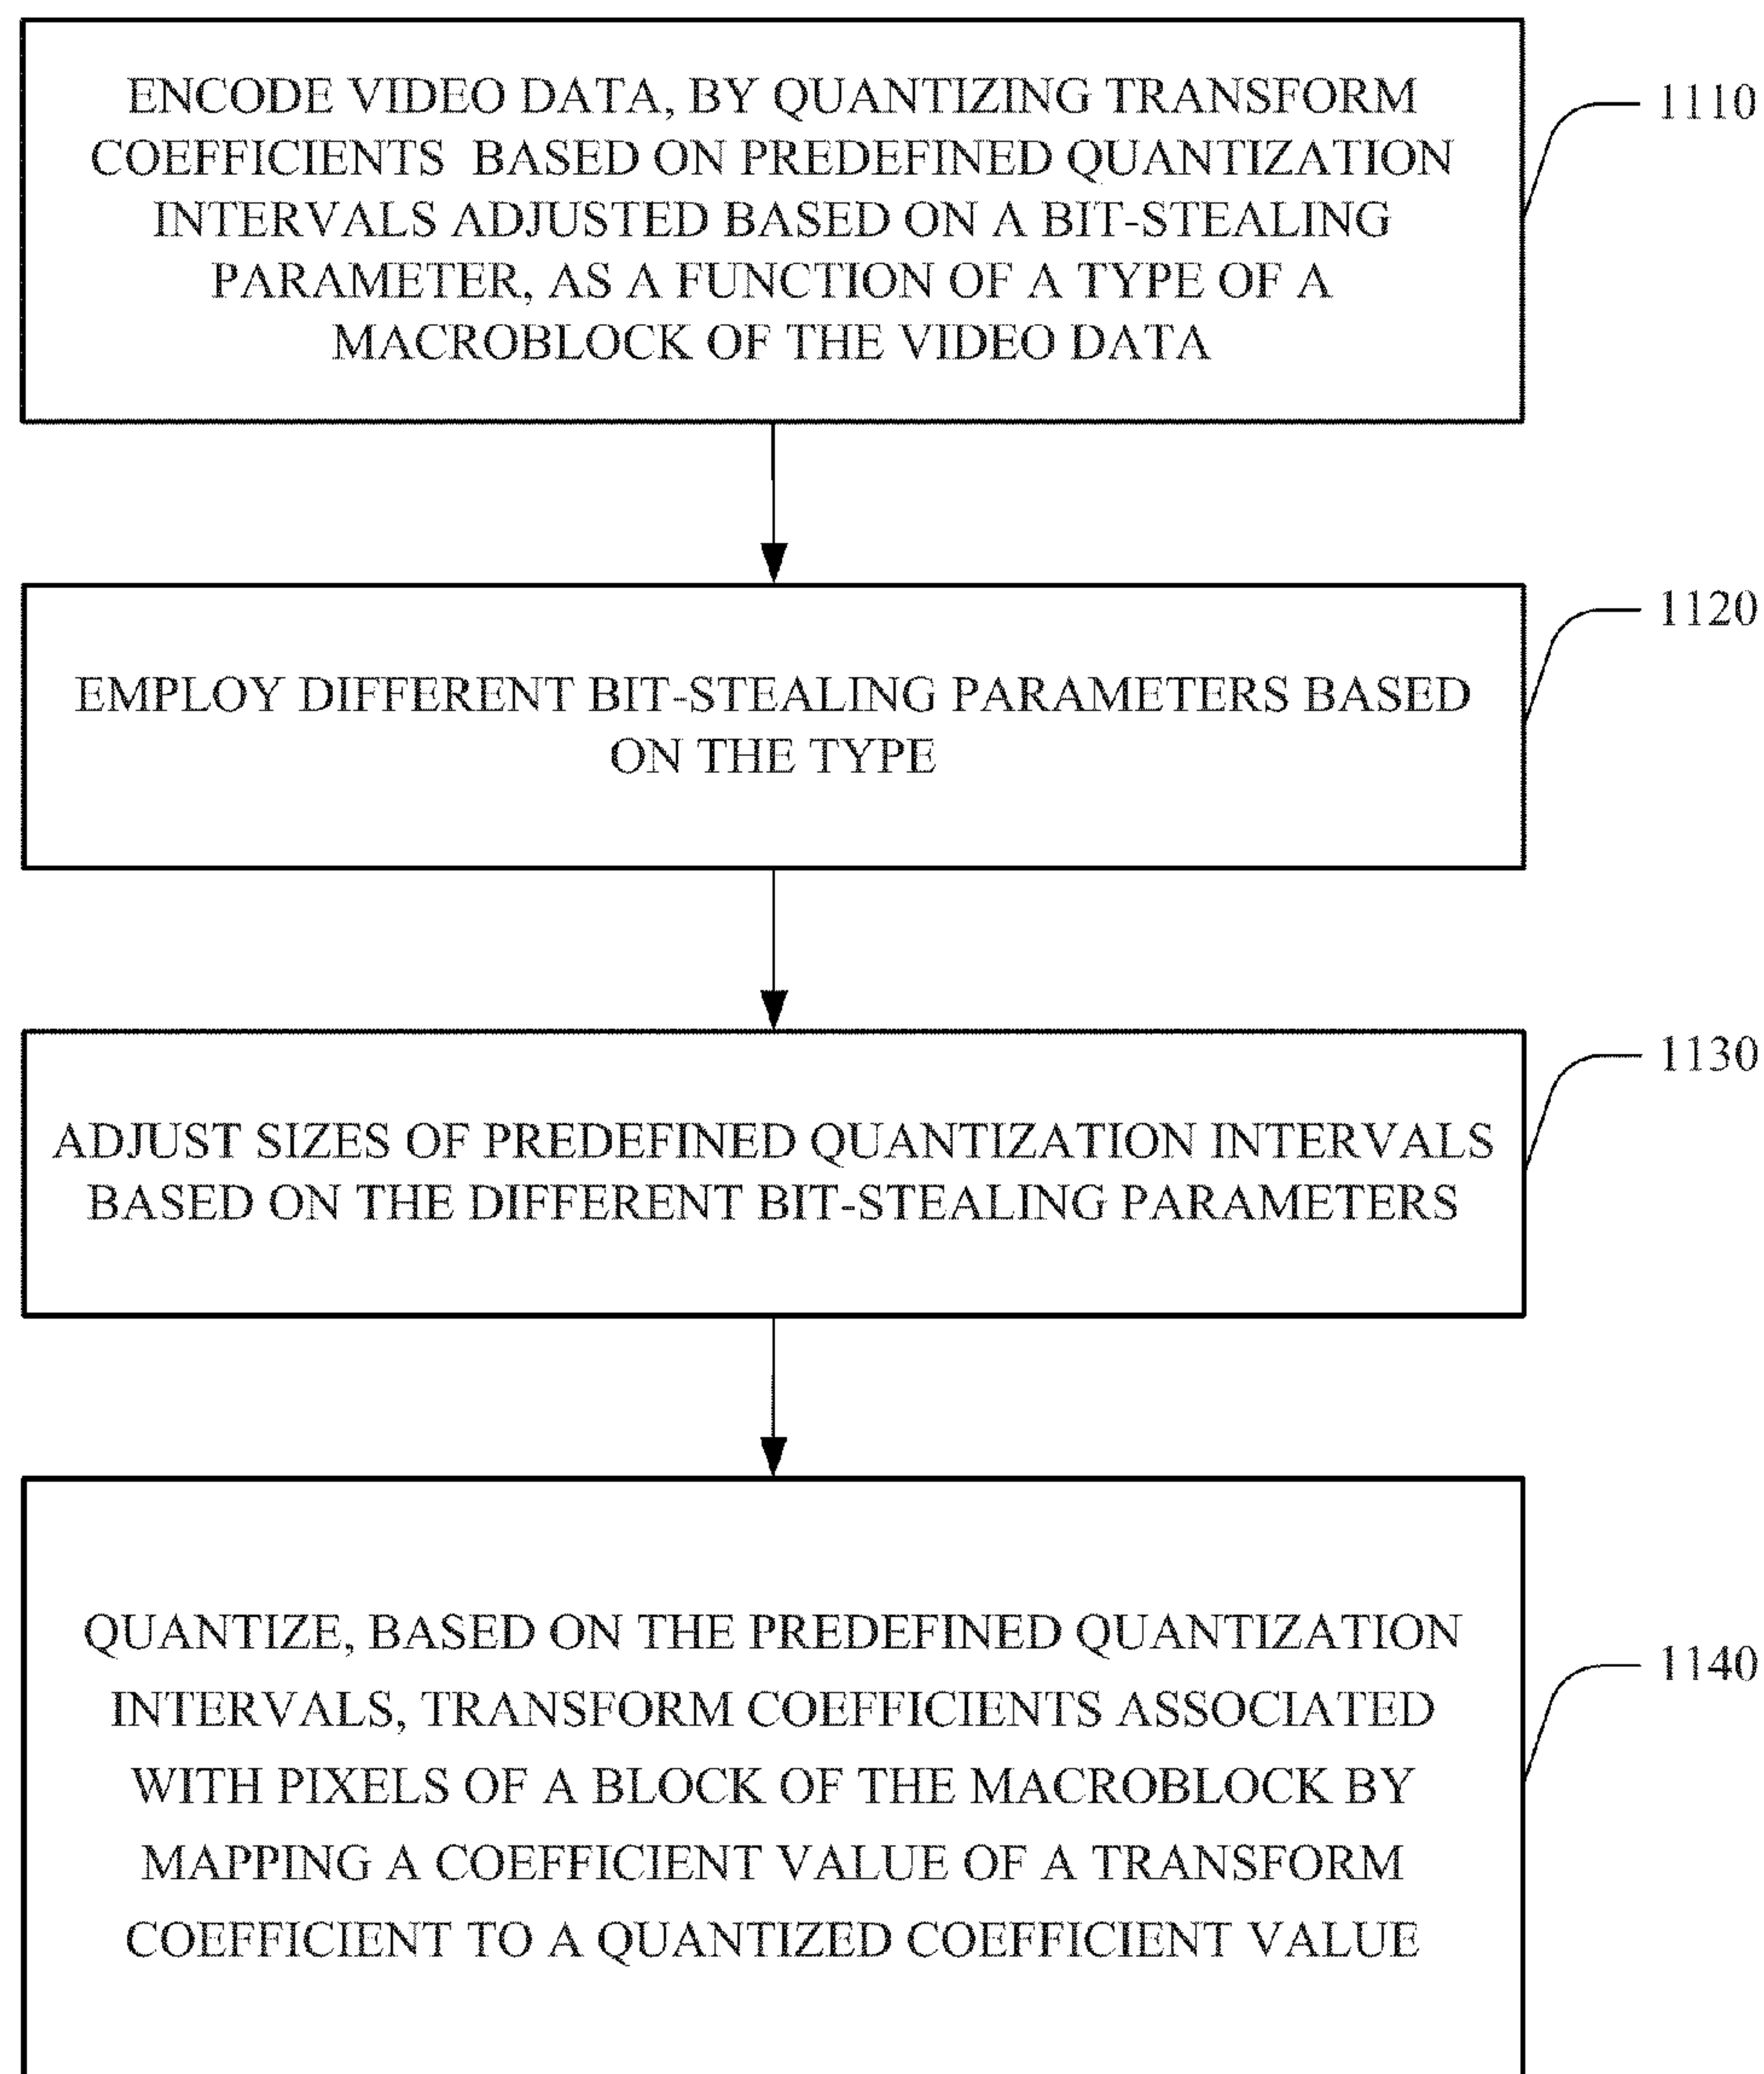 ENCODE VIDEO DATA, BY QUANTIZING TRANSFORM
COEFFICIENTS BASED ON PREDEFINED QUANTIZATION
INTERVALS ADJUSTED BASED ON A BIT-STEALING
PARAMETER, AS A FUNCTION OF A TYPE OF A
MACROBLOCK OF THE VIDEO DATA
1110
EMPLOY DIFFERENT BIT-STEALING PARAMETERS BASED
ON THE TYPE
1120
ADJUST SIZES OF PREDEFINED QUANTIZATION INTERVALS
BASED ON THE DIFFERENT BIT-STEALING PARAMETERS
1130
QUANTIZE, BASED ON THE PREDEFINED QUANTIZATION
INTERVALS, TRANSFORM COEFFICIENTS ASSOCIATED
WITH PIXELS OF A BLOCK OF THE MACROBLOCK BY
MAPPING A COEFFICIENT VALUE OF A TRANSFORM
COEFFICIENT TO A QUANTIZED COEFFICIENT VALUE
1140